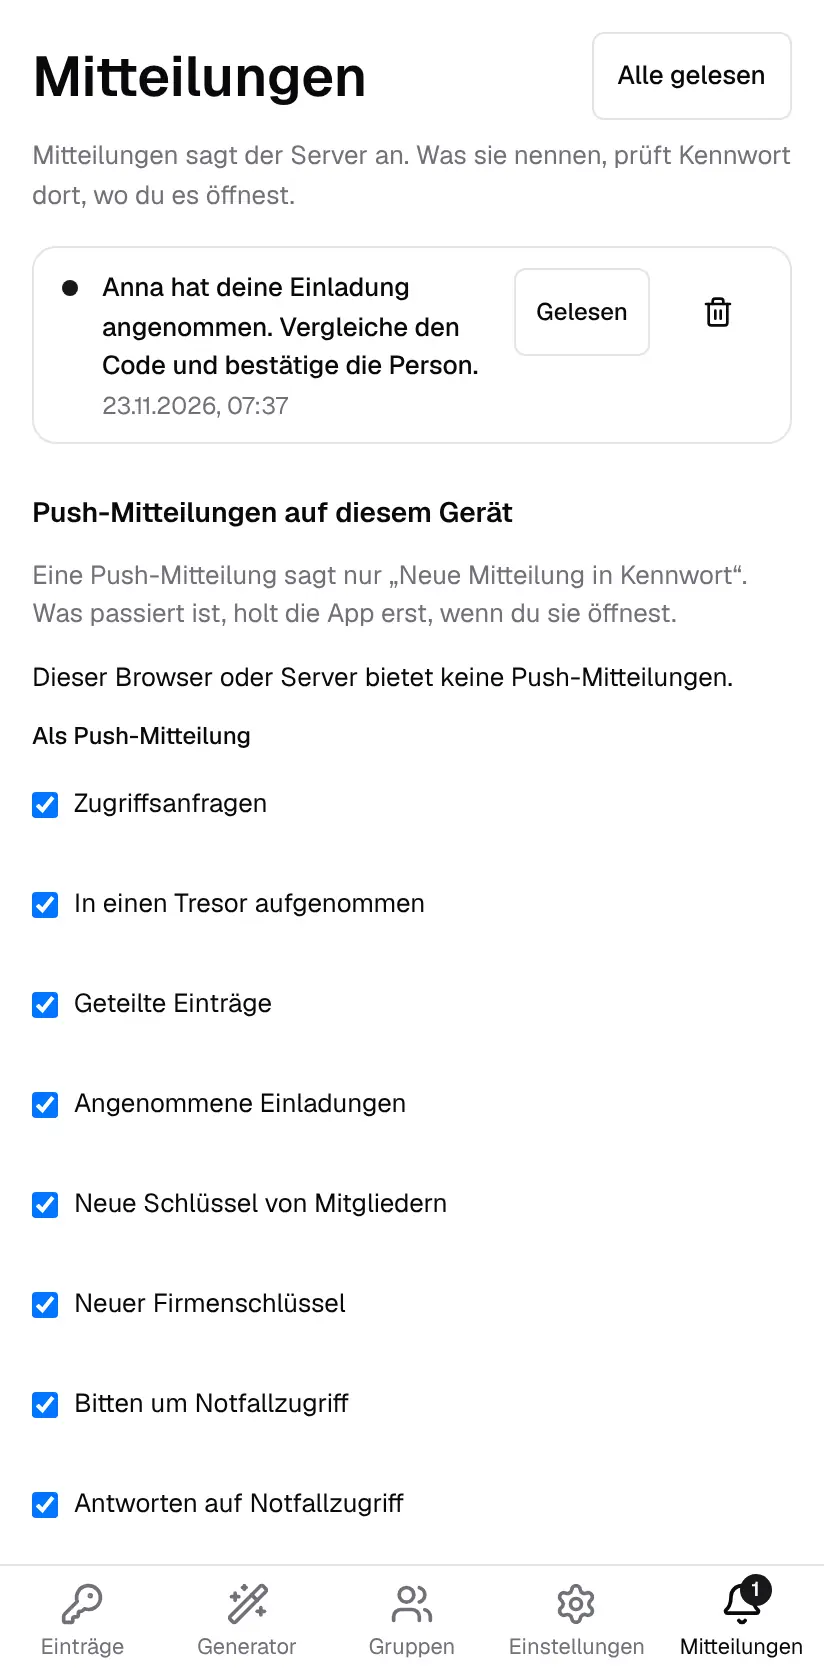 Mitteilungen
Alle gelesen
Mitteilungen sagt der Server an. Was sie nennen, prüft Kennwort
dort, wo du es öffnest.
Anna hat deine Einladung
angenommen. Vergleiche den
Code und bestätige die Person.
23.11.2026, 07:37
Gelesen
Push-Mitteilungen auf diesem Gerät
Eine Push-Mitteilung sagt nur „Neue Mitteilung in Kennwort“.
Was passiert ist, holt die App erst, wenn du sie öffnest.
Dieser Browser oder Server bietet keine Push-Mitteilungen.
Als Push-Mitteilung
Zugriffsanfragen
In einen Tresor aufgenommen
Geteilte Einträge
Angenommene Einladungen
Neue Schlüssel von Mitgliedern
Neuer Firmenschlüssel
Bitten um Notfallzugriff
Antworten auf Notfallzugriff
1
Einträge
Generator
Gruppen
Einstellungen
Mitteilungen